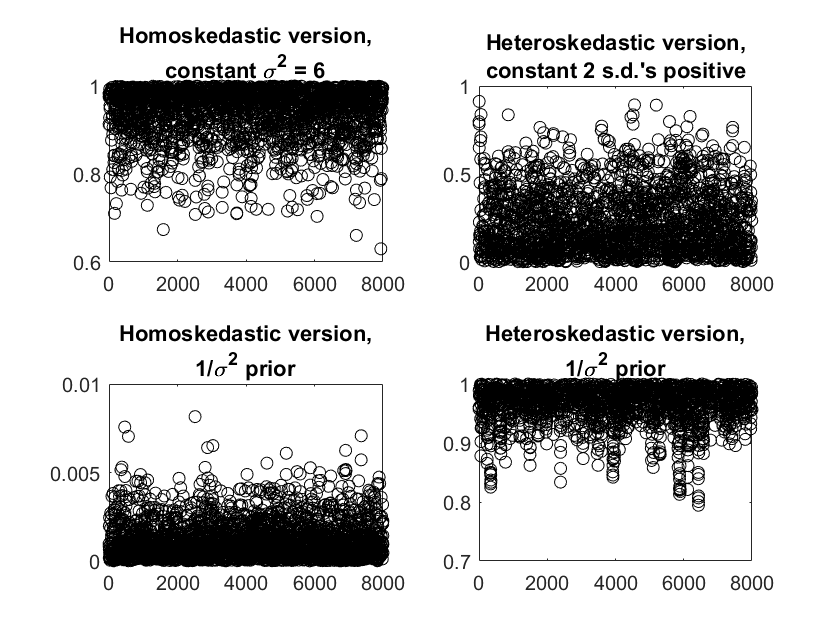 Homoskedastic version,
constant σ² = 6
1
0.8
0.6
0 2000 4000 6000 8000
Heteroskedastic version,
constant 2 s.d.'s positive
1
0.5
0
0 2000 4000 6000 8000
Homoskedastic version,
1/σ² prior
0.01
0.005
0
0 2000 4000 6000 8000
Heteroskedastic version,
1/σ² prior
1
0.9
0.8
0.7
0 2000 4000 6000 8000